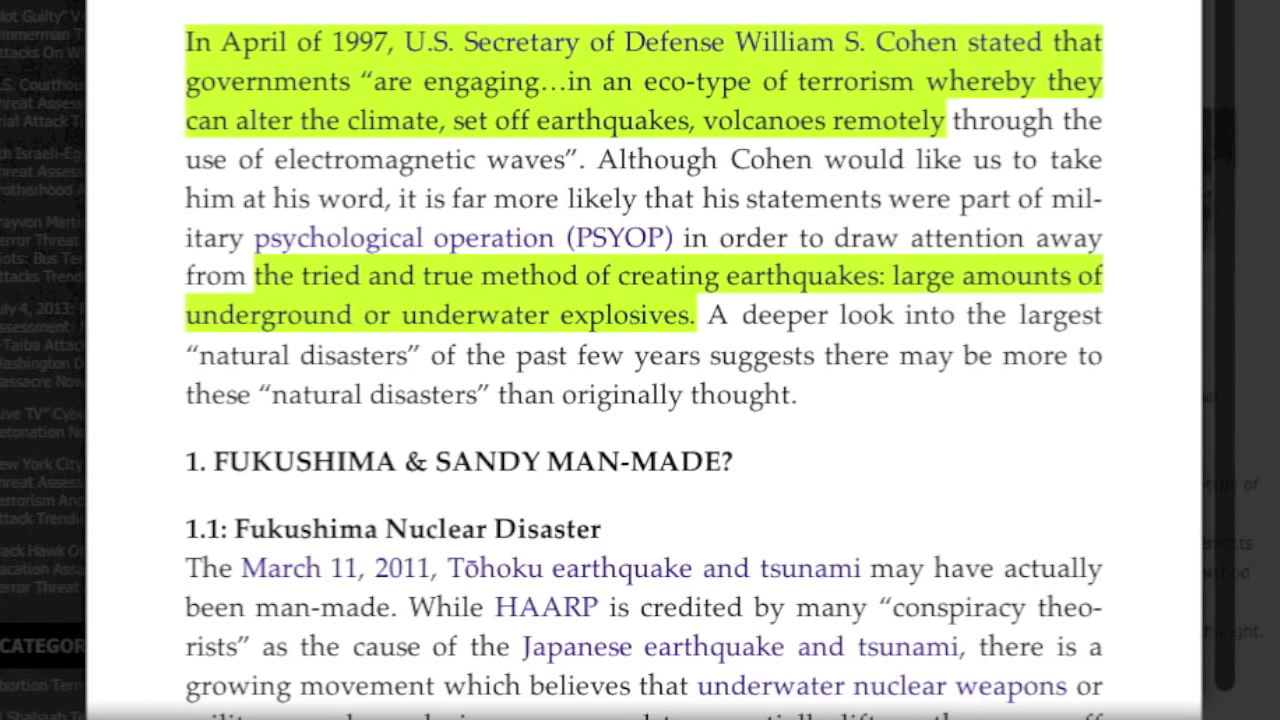 In April of 1997, U.S. Secretary of Defense William S. Cohen stated that
governments “are engaging…in an eco-type of terrorism whereby they
can alter the climate, set off earthquakes, volcanoes remotely through the
use of electromagnetic waves”. Although Cohen would like us to take
him at his word, it is far more likely that his statements were part of mil-
itary psychological operation (PSYOP) in order to draw attention away
from the tried and true method of creating earthquakes: large amounts of
underground or underwater explosives. A deeper look into the largest
“natural disasters” of the past few years suggests there may be more to
these “natural disasters” than originally thought.
1. FUKUSHIMA & SANDY MAN-MADE?
1.1: Fukushima Nuclear Disaster
The March 11, 2011, Tōhoku earthquake and tsunami may have actually
been man-made. While HAARP is credited by many “conspiracy theo-
rists” as the cause of the Japanese earthquake and tsunami, there is a
growing movement which believes that underwater nuclear weapons or